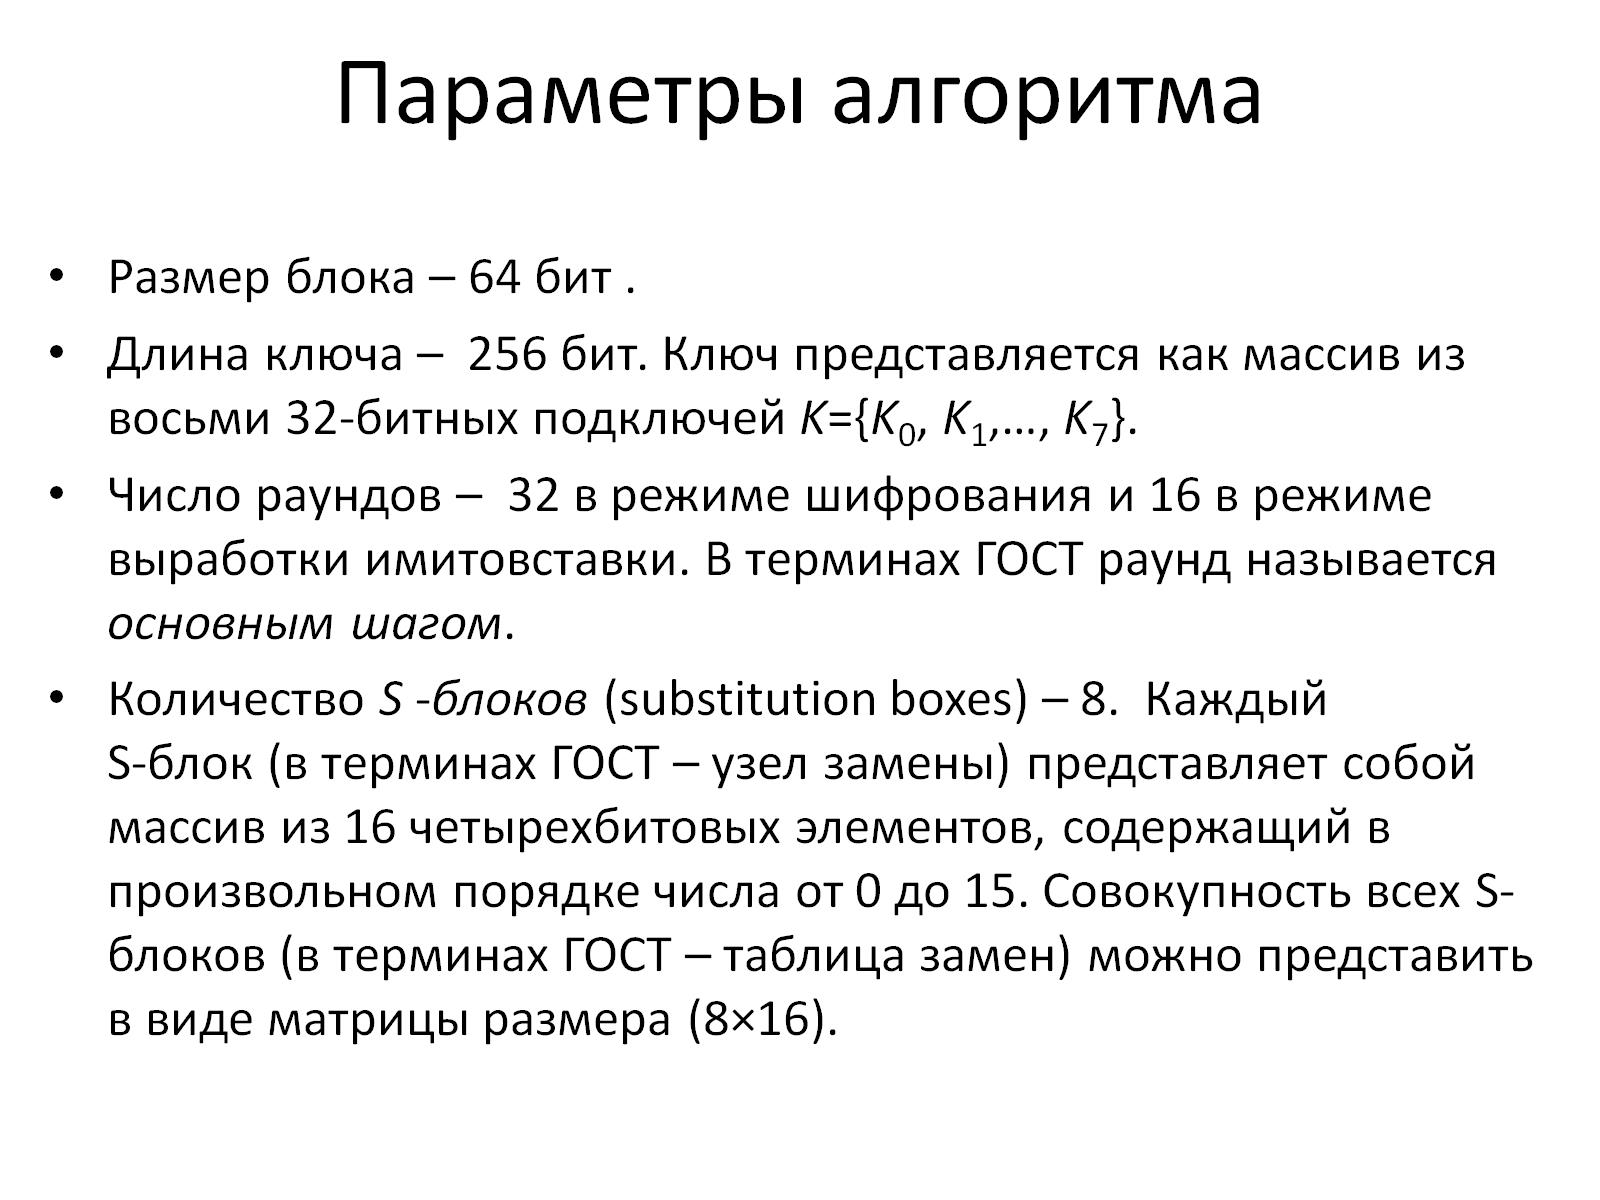 Параметры алгоритма
• Размер блока – 64 бит .
• Длина ключа – 256 бит. Ключ представляется как массив из
восьми 32-битных подключей K={K0, K1,…, K7}.
• Число раундов – 32 в режиме шифрования и 16 в режиме
выработки имитовставки. В терминах ГОСТ раунд называется
основным шагом.
• Количество S -блоков (substitution boxes) – 8. Каждый
S-блок (в терминах ГОСТ – узел замены) представляет собой
массив из 16 четырехбитовых элементов, содержащий в
произвольном порядке числа от 0 до 15. Совокупность всех S-
блоков (в терминах ГОСТ – таблица замен) можно представить
в виде матрицы размера (8×16).